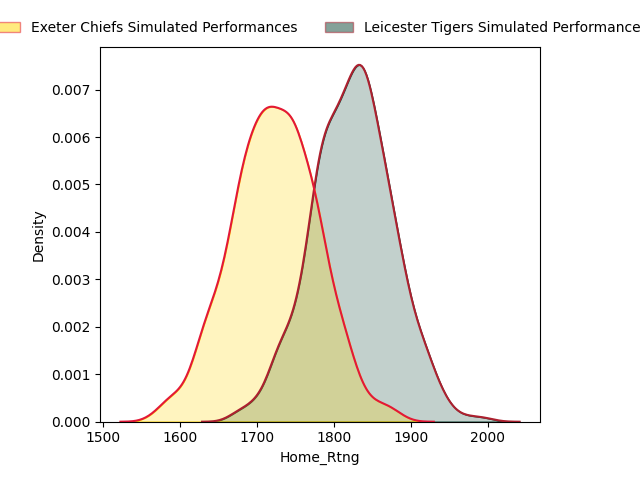 Exeter Chiefs Simulated Performances Leicester Tigers Simulated Performance
0.007
0.006
0.005
0.004
0.003
0.002
0.001
0.000
Density
1500 1600 1700 1800 1900 2000
Home_Rtng